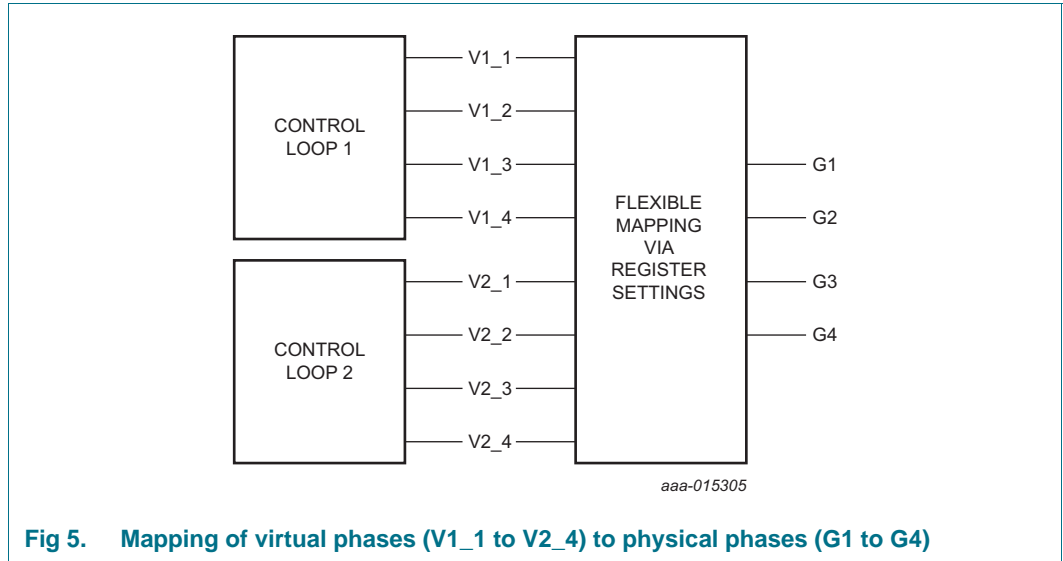 CONTROL
LOOP 1
V1_1
V1_2
V1_3
V1_4
CONTROL
LOOP 2
V2_1
V2_2
V2_3
V2_4
FLEXIBLE
MAPPING
VIA
REGISTER
SETTINGS
G1
G2
G3
G4
aaa-015305
Fig 5. Mapping of virtual phases (V1_1 to V2_4) to physical phases (G1 to G4)